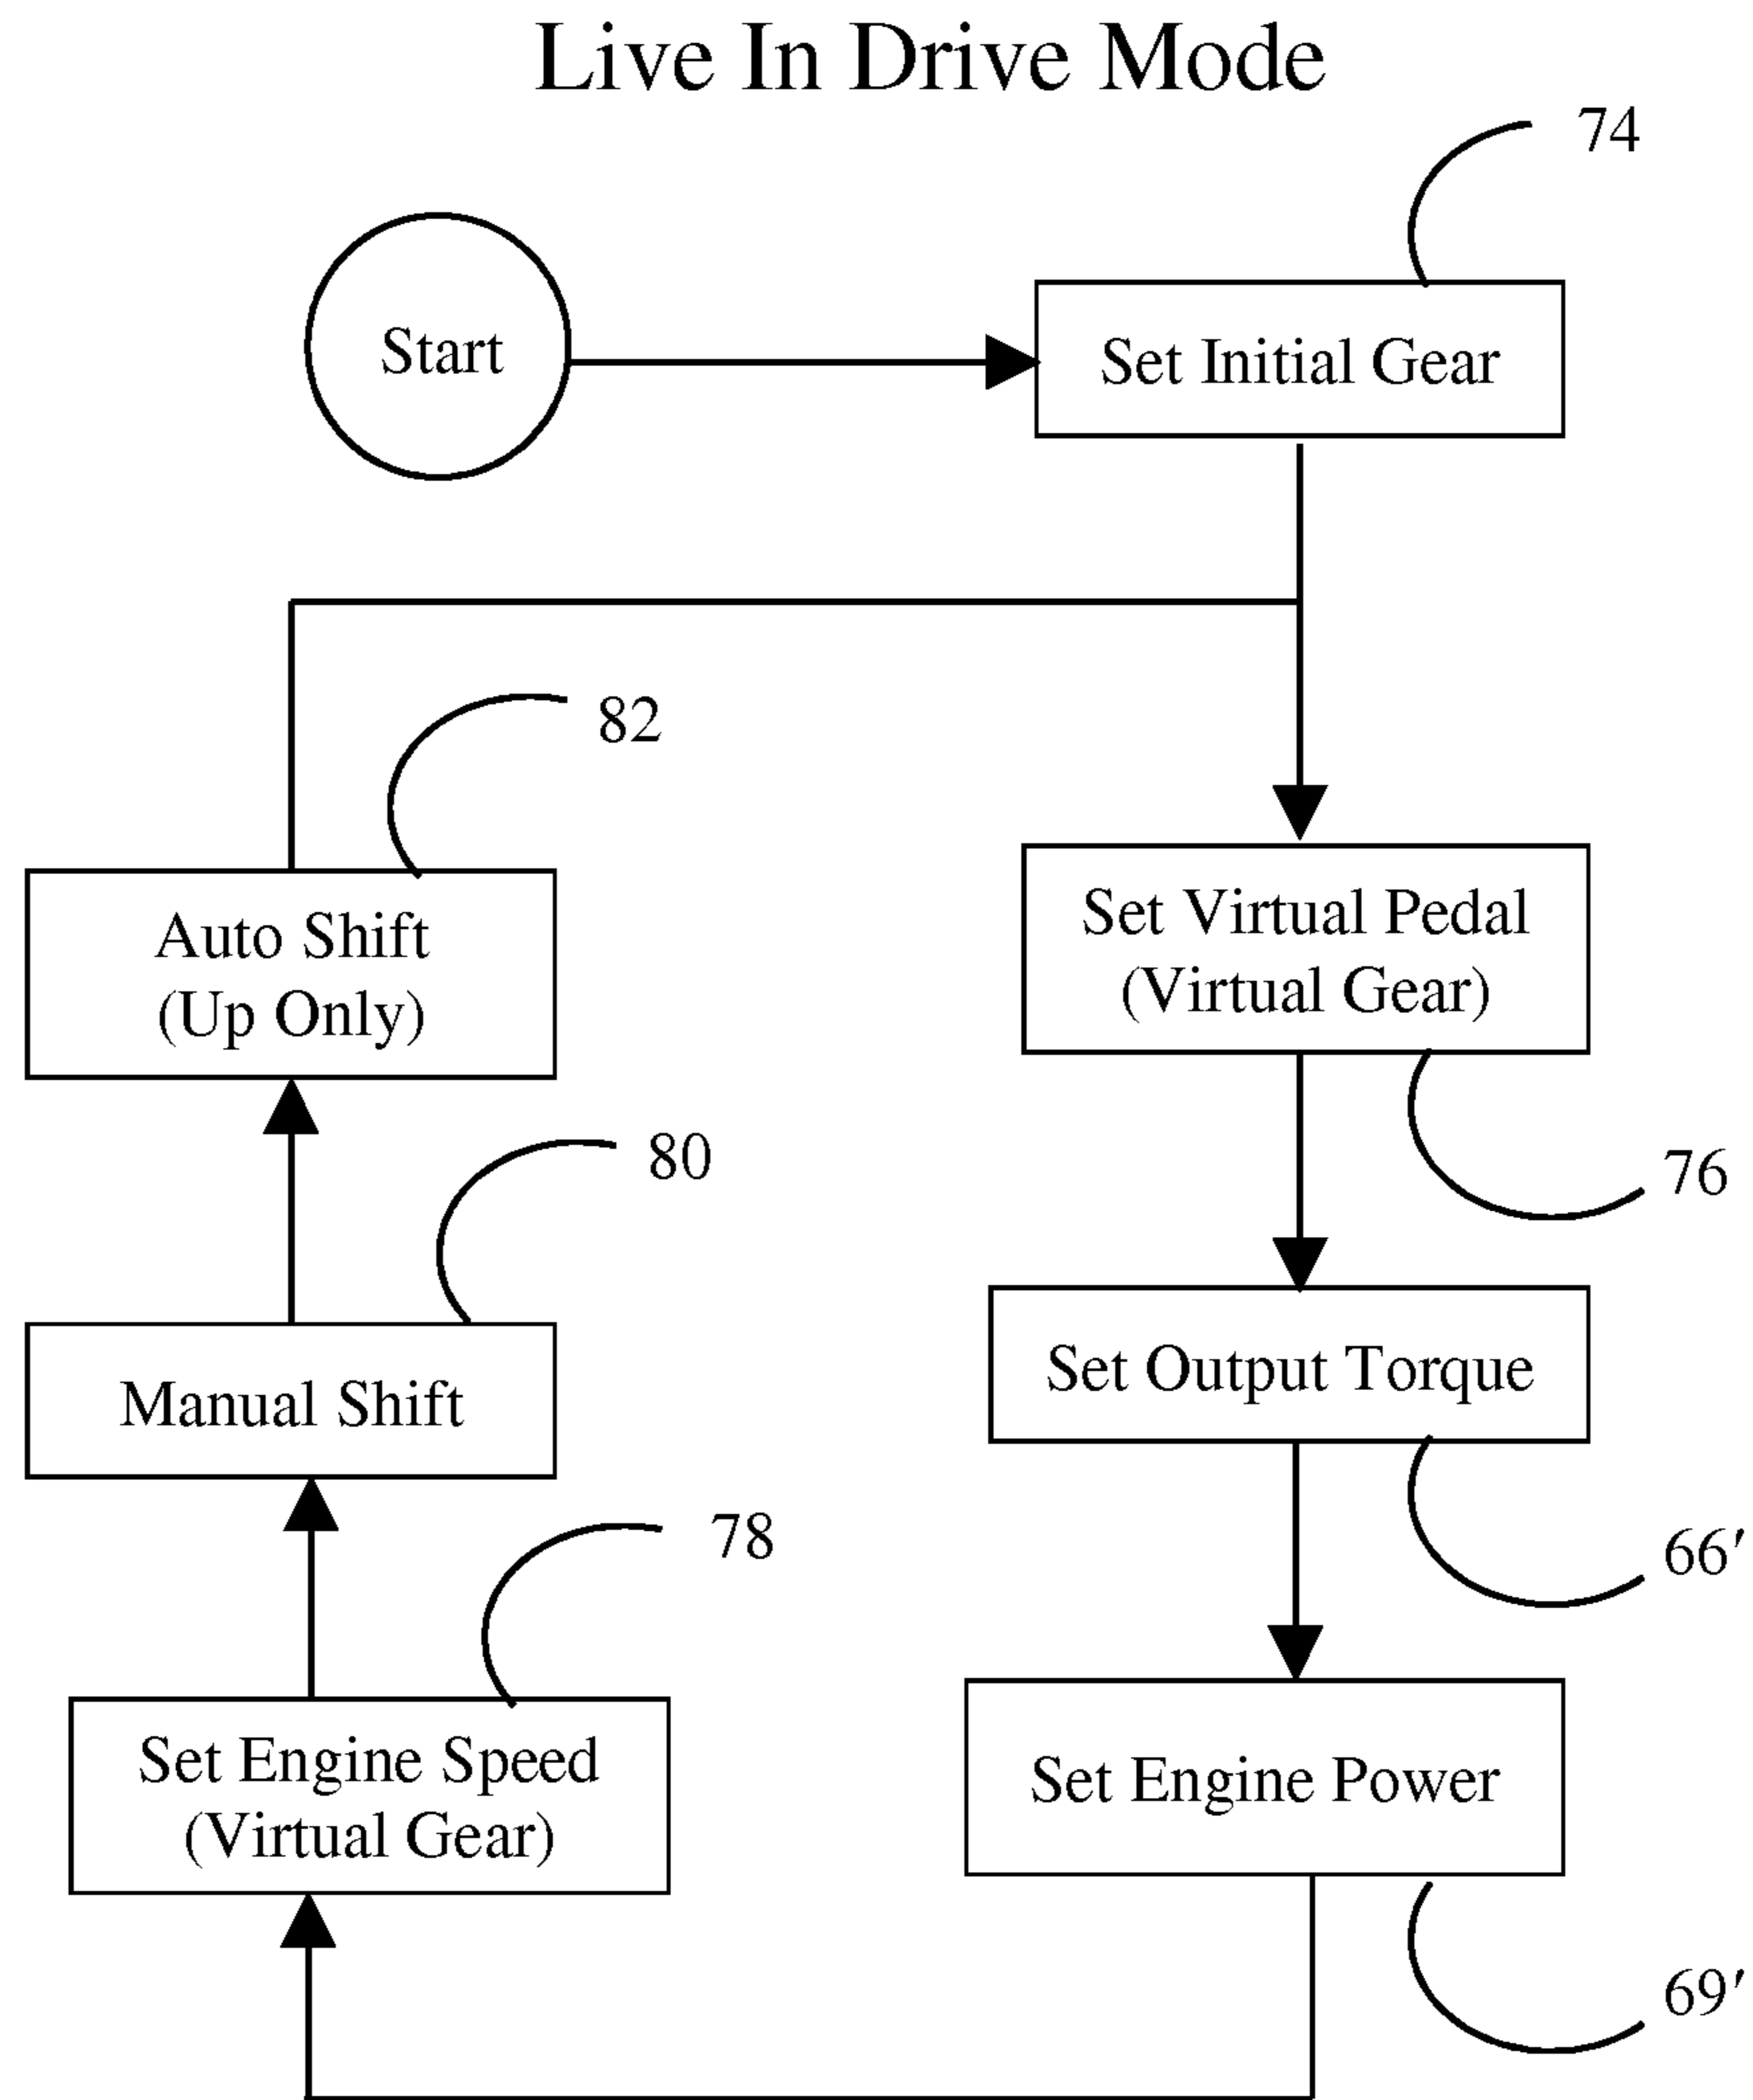 Live In Drive Mode
74
Start
Set Initial Gear
82
Auto Shift
(Up Only)
Set Virtual Pedal
(Virtual Gear)
80
76
Manual Shift
Set Output Torque
78
66′
Set Engine Speed
(Virtual Gear)
Set Engine Power
69′